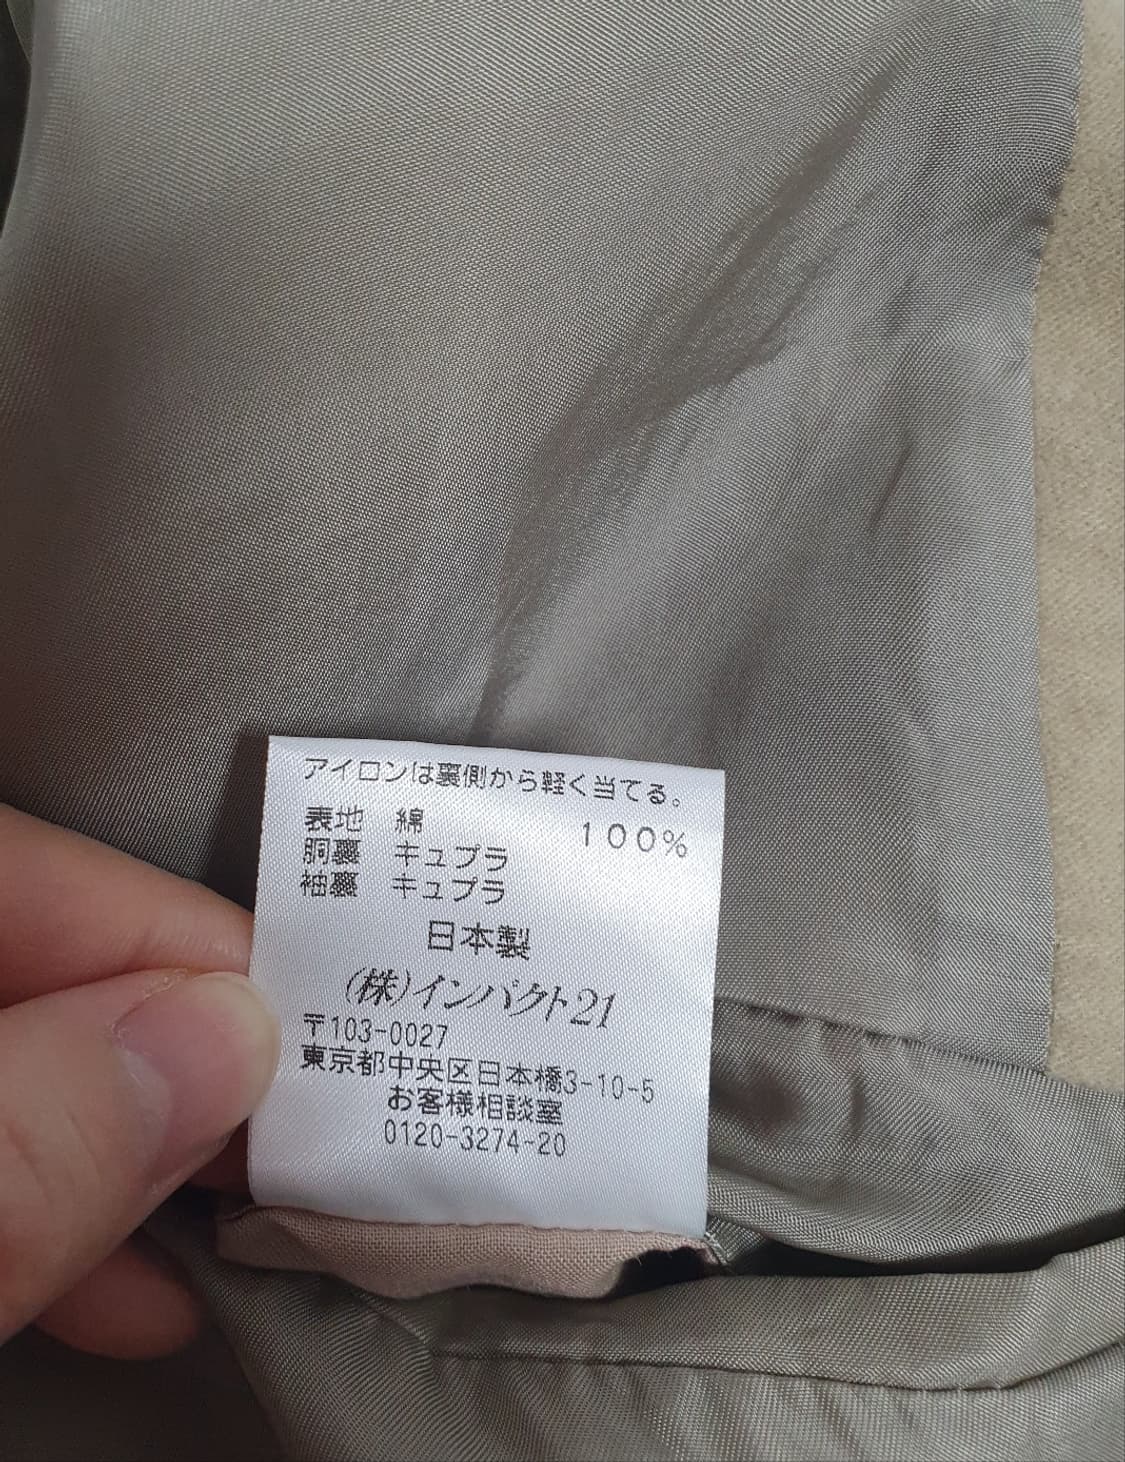 アイロンは裏側から軽く当てる。
表地 綿 100%
胴裏 キュプラ
袖裏 キュプラ
日本製
(株)インパクト21
〒103-0027
東京都中央区日本橋3-10-5
お客様相談室
0120-3274-20